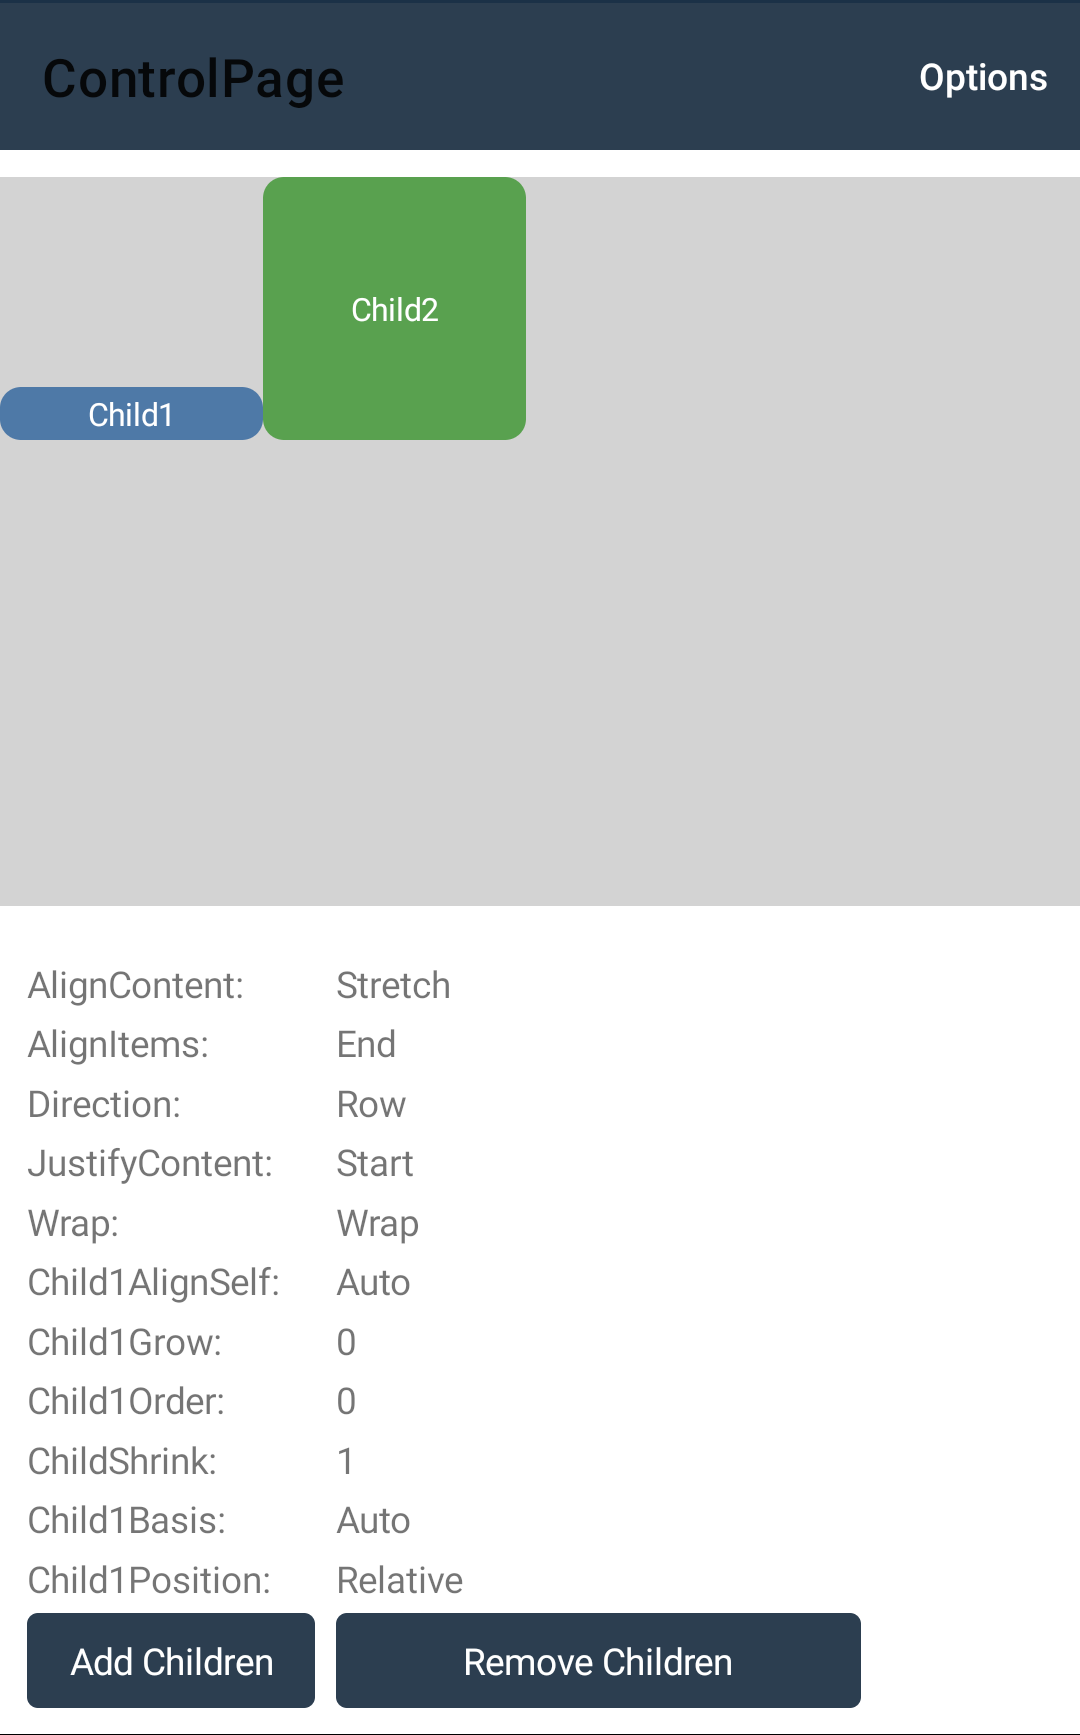 ControlPage
Options
Child2
Child1
AlignContent: Stretch
AlignItems: End
Direction: Row
JustifyContent: Start
Wrap: Wrap
Child1AlignSelf: Auto
Child1Grow: 0
Child1Order: 0
ChildShrink: 1
Child1Basis: Auto
Child1Position: Relative
Add Children
Remove Children